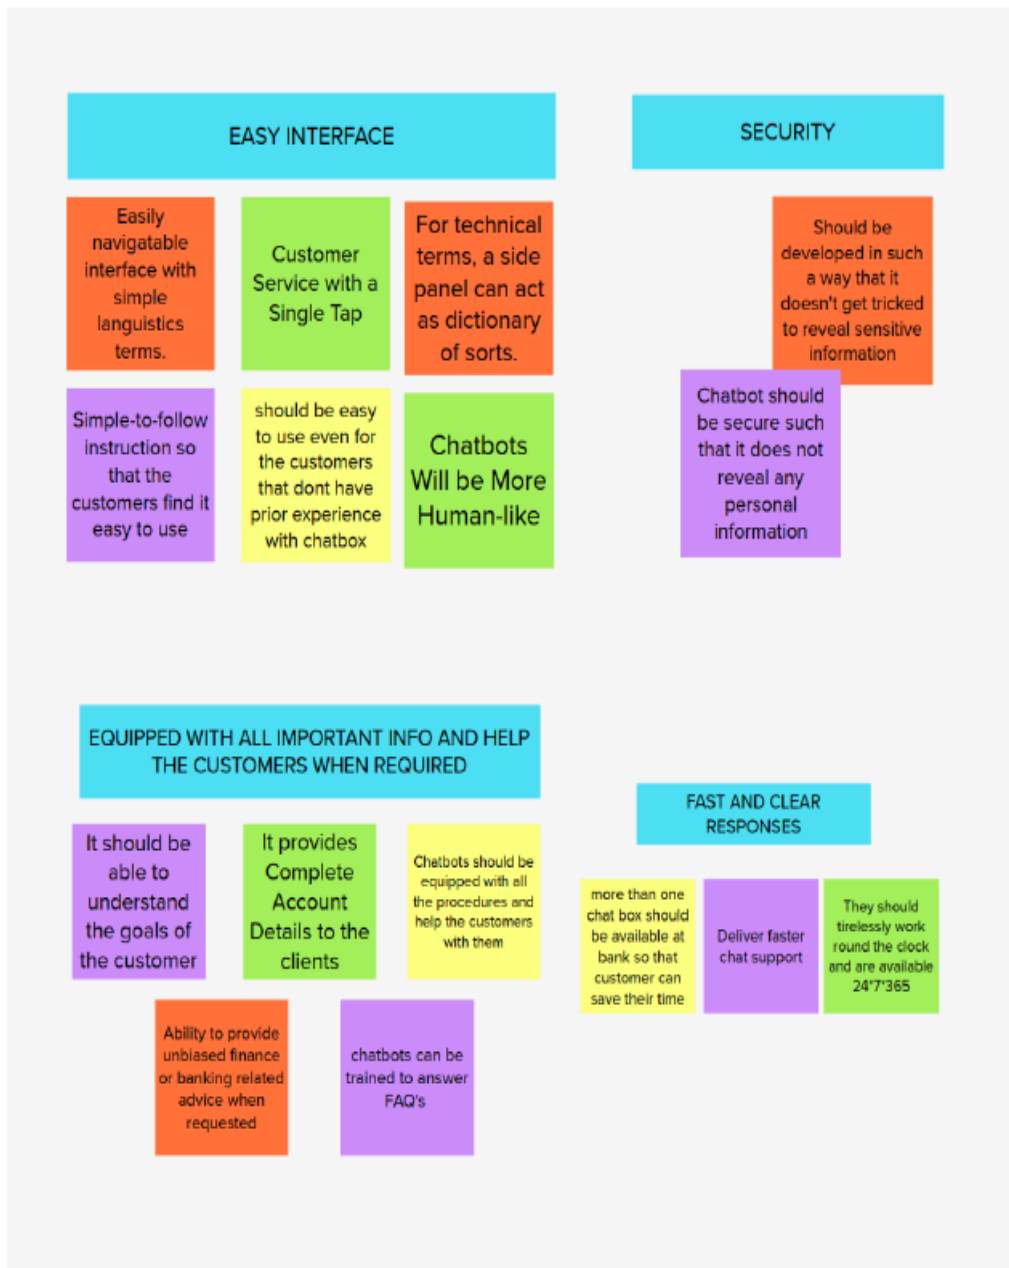 EASY INTERFACE
Easily
navigatable
interface with
simple
languistics
terms.
Customer
Service with a
Single Tap
For technical
terms, a side
panel can act
as dictionary
of sorts.
Simple-to-follow
instruction so
that the
customers find it
easy to use
should be easy
to use even for
the customers
that dont have
prior experience
with chatbox
Chatbots
Will be More
Human-like
SECURITY
Should be
developed in such
a way that it
doesn't get tricked
to reveal sensitive
information
Chatbot should
be secure such
that it does not
reveal any
personal
information
EQUIPPED WITH ALL IMPORTANT INFO AND HELP
THE CUSTOMERS WHEN REQUIRED
It should be
able to
understand
the goals of
the customer
It provides
Complete
Account
Details to the
clients
Chatbots should be
equipped with all
the procedures and
help the customers
with them
Ability to provide
unbiased finance
or banking related
advice when
requested
chatbots can be
trained to answer
FAQ's
FAST AND CLEAR
RESPONSES
more than one
chat box should
be available at
bank so that
customer can
save their time
Deliver faster
chat support
They should
tirelessly work
round the clock
and are available
24*7*365